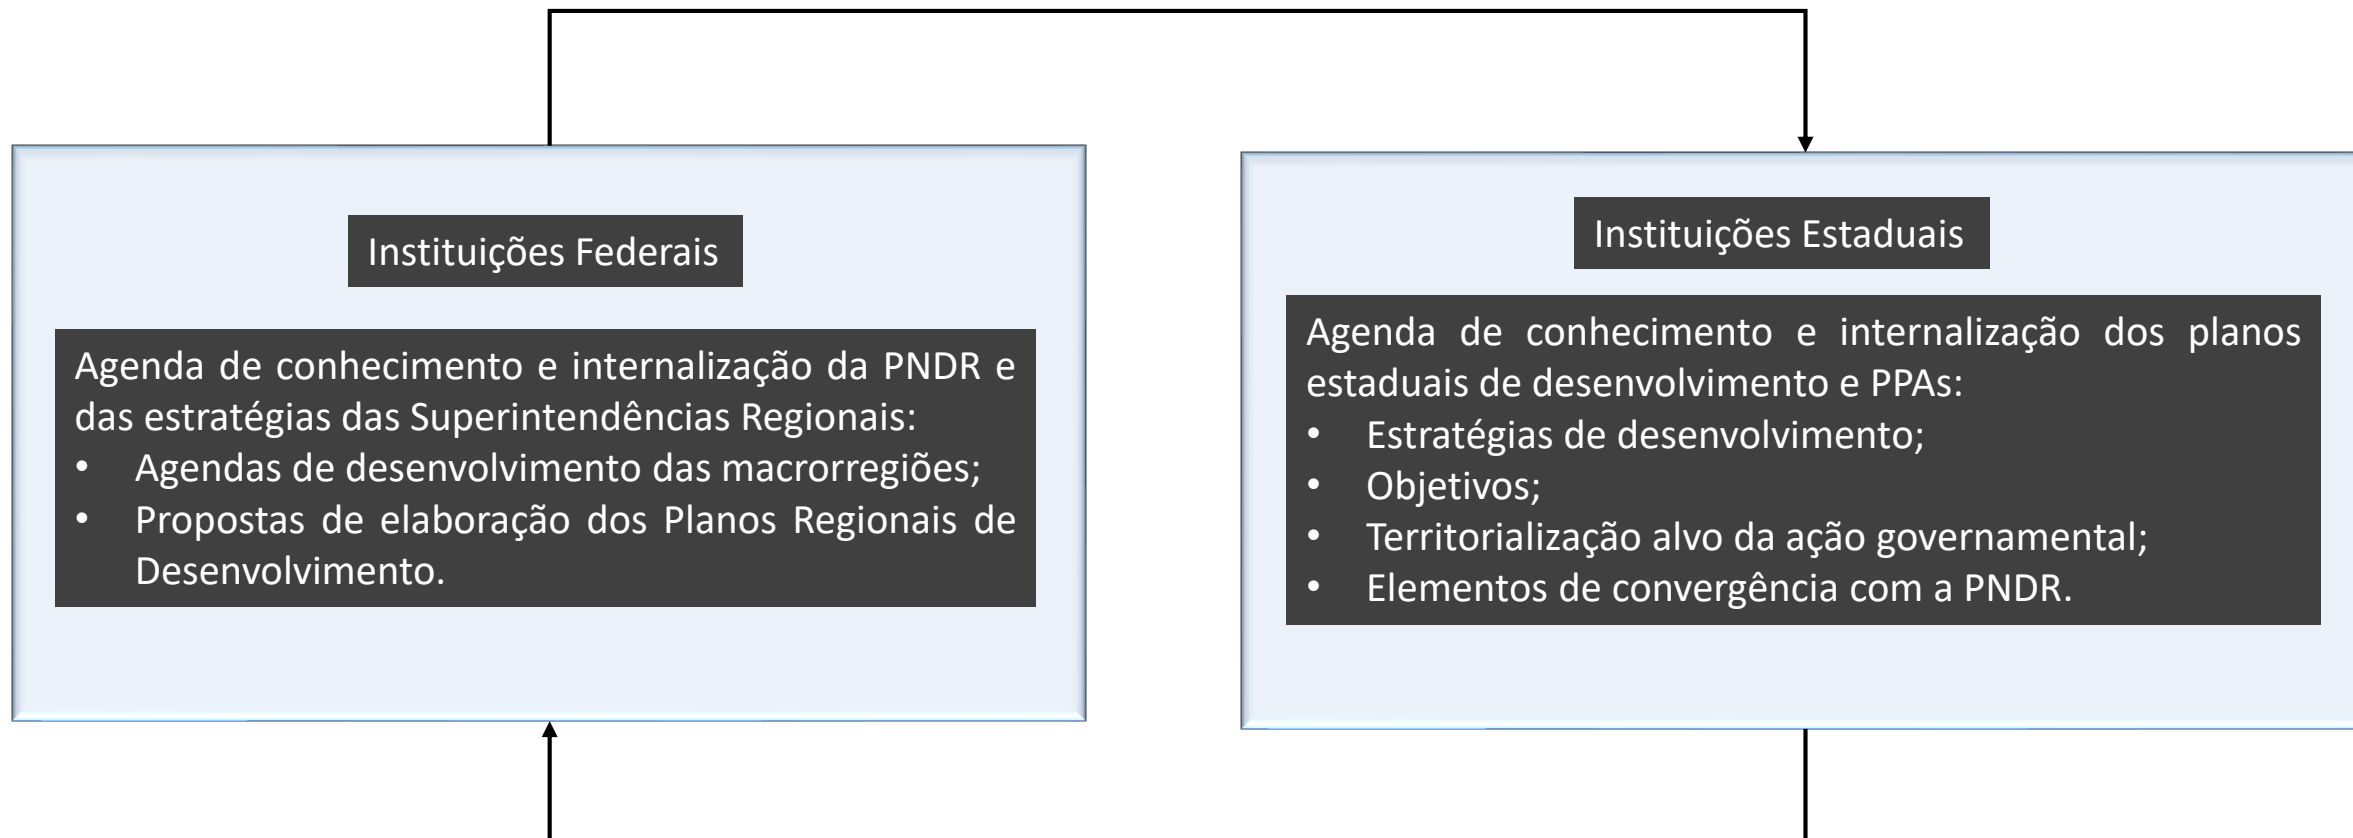 Instituições Federais
Agenda de conhecimento e internalização da PNDR e
das estratégias das Superintendências Regionais:
• Agendas de desenvolvimento das macrorregiões;
• Propostas de elaboração dos Planos Regionais de
Desenvolvimento.
Instituições Estaduais
Agenda de conhecimento e internalização dos planos
estaduais de desenvolvimento e PPAs:
• Estratégias de desenvolvimento;
• Objetivos;
• Territorialização alvo da ação governamental;
• Elementos de convergência com a PNDR.